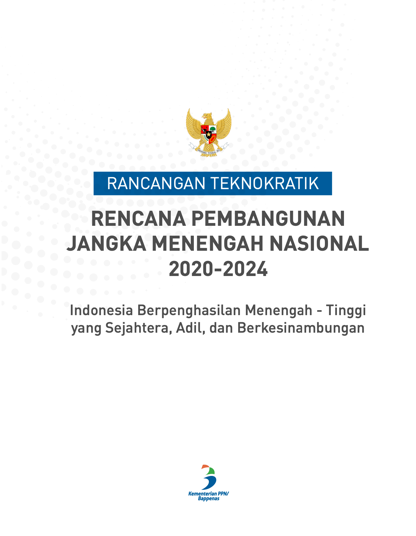 RANCANGAN TEKNOKRATIK
RENCANA PEMBANGUNAN
JANGKA MENENGAH NASIONAL
2020-2024
Indonesia Berpenghasilan Menengah - Tinggi
yang Sejahtera, Adil, dan Berkesinambungan
Kementerian PPN/
Bappenas